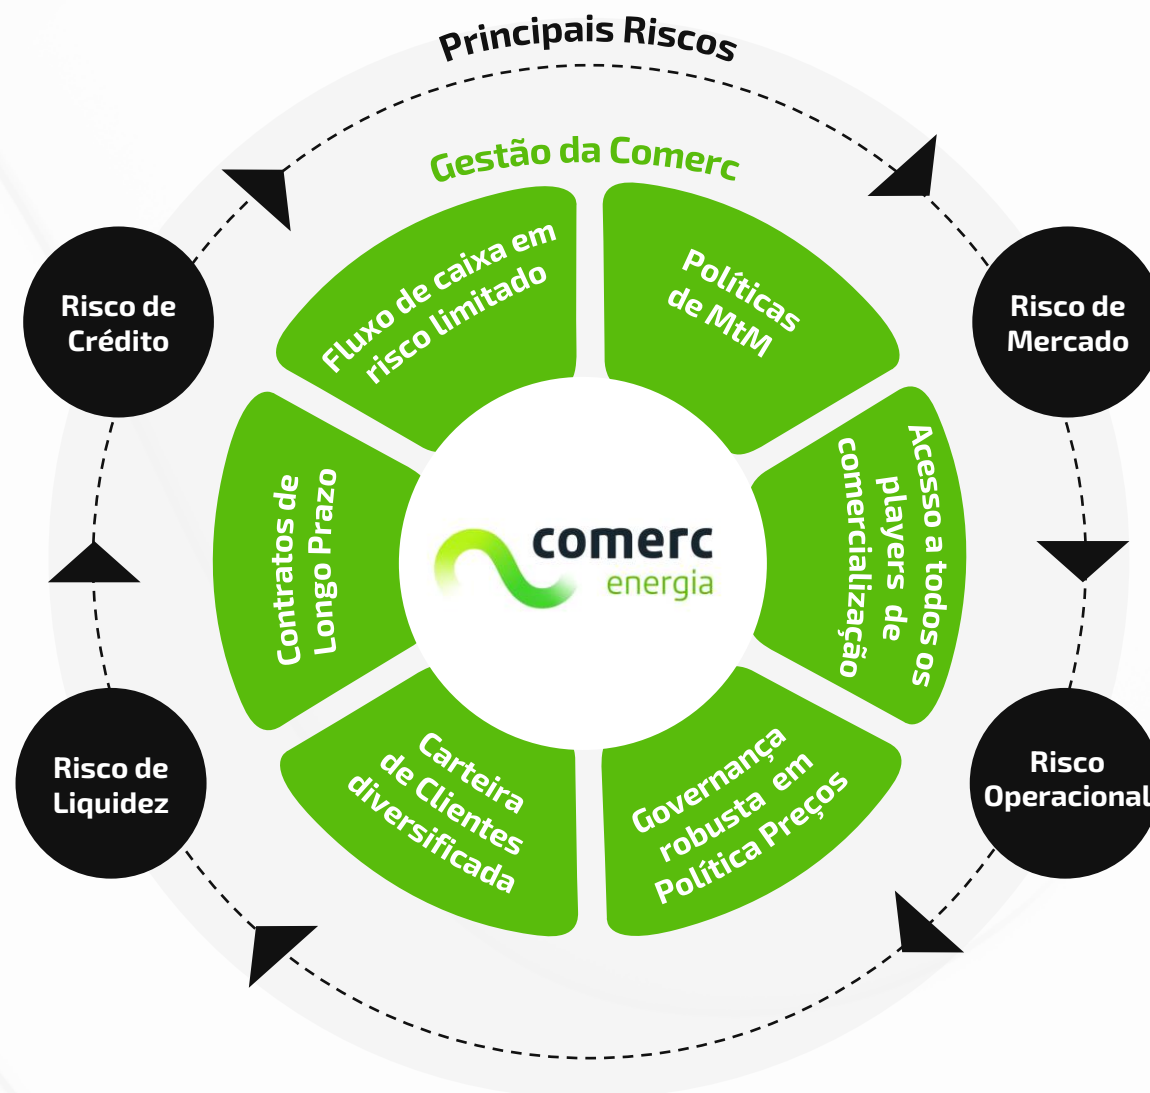 Principais Riscos
Gestão da Comerc
Fluxo de caixa em
risco limitado
Políticas
de MtM
Risco de
Crédito
Risco de
Mercado
Contratos de
Longo Prazo
comerc
energia
Acesso a todos os
players de
comercialização
Risco de
Liquidez
Risco
Operacional
Carteira
de Clientes
diversificada
Governança
robusta em
Política Preços